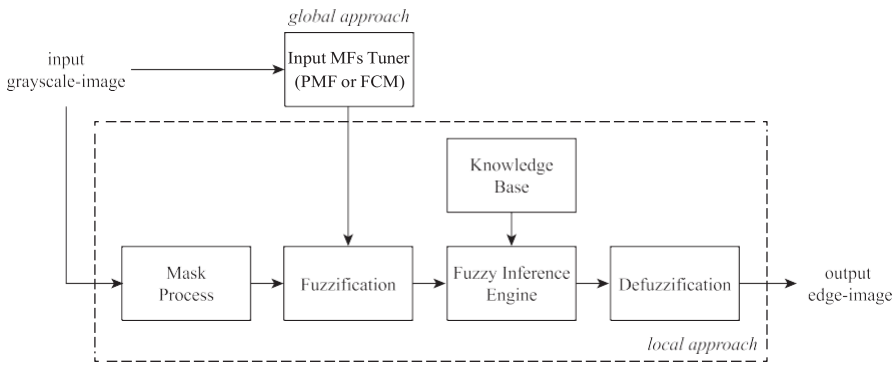 global approach
input
grayscale-image
Input MFs Tuner
(PMF or FCM)
Knowledge
Base
Mask
Process
Fuzzification
Fuzzy Inference
Engine
Defuzzification
output
edge-image
local approach